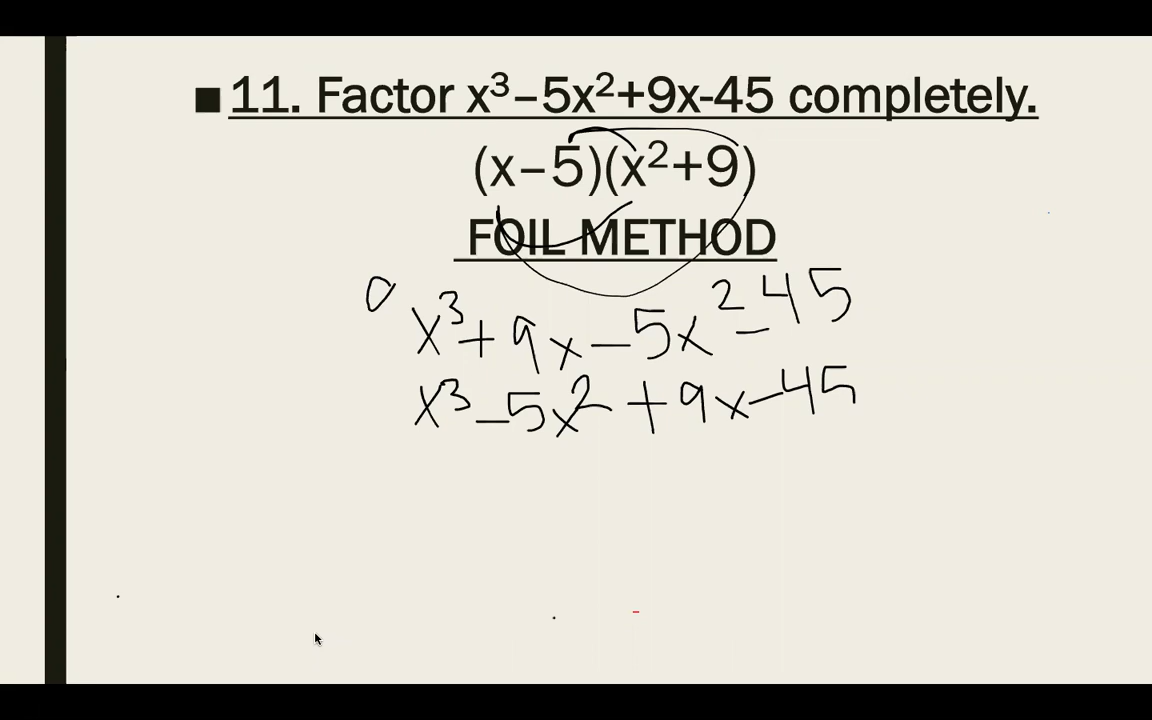 ■ 11. Factor x³–5x²+9x-45 completely.
(x–5)(x²+9)
FOIL METHOD
0
x³+9x–5x²-45
x³-5x²+9x-45